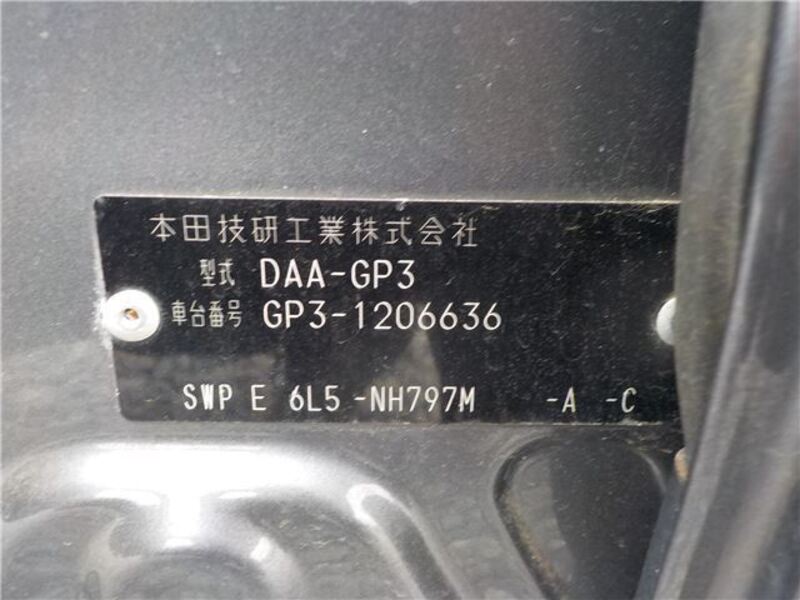 本田技研工業株式会社
型式 DAA-GP3
車台番号 GP3-1206636
SWP E 6L5 -NH797M -A -C